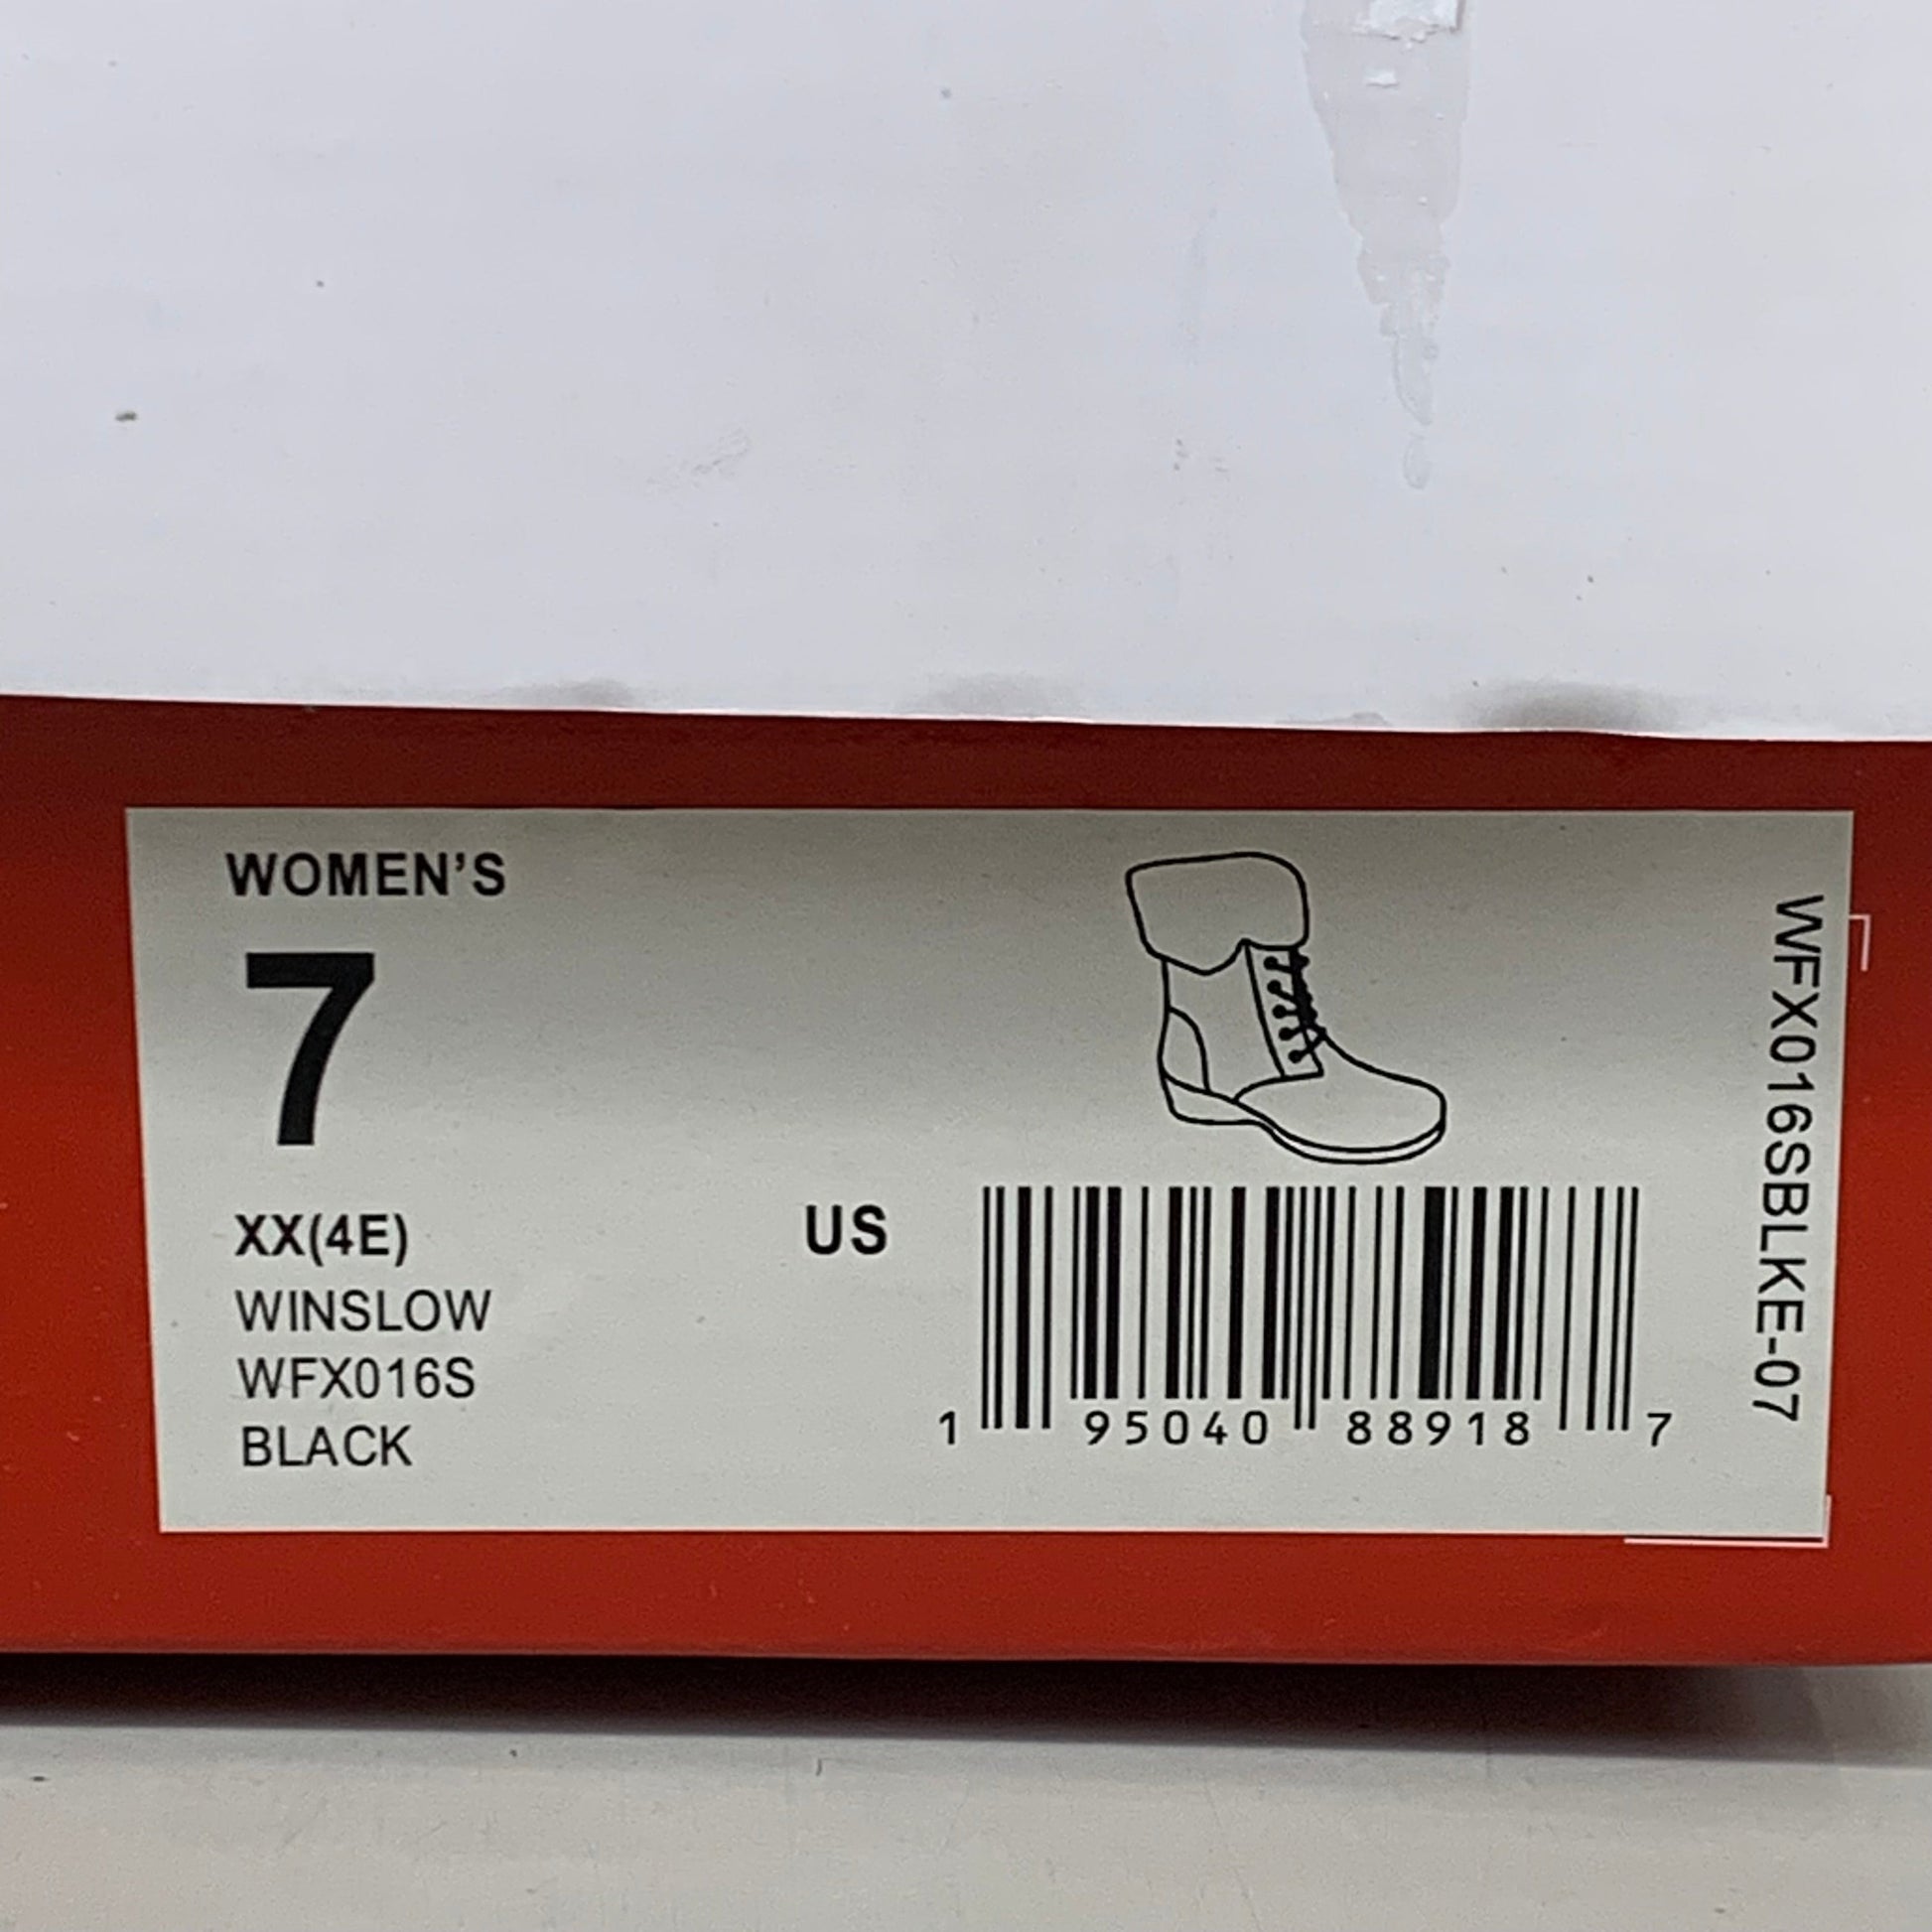 WOMEN'S
7
XX(4E)
US
WINSLOW
WFX016S
BLACK
1 95040 88918 7
WFX016SBLKE-07